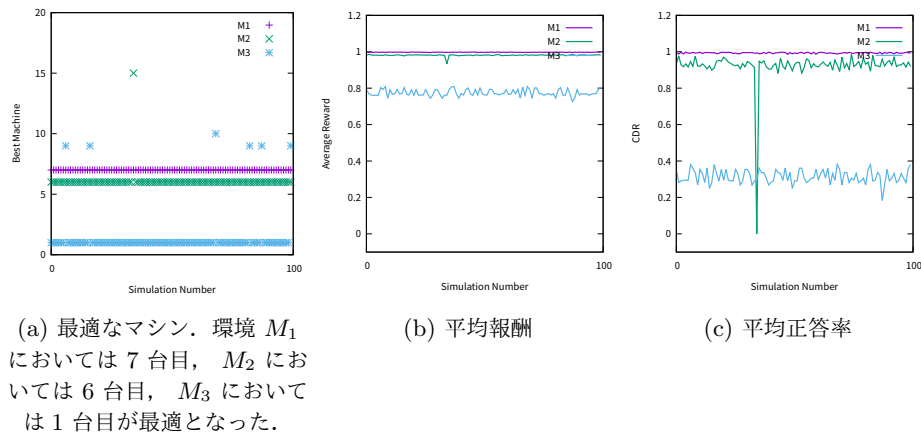 20
15
10
5
0
0
100
Best Machine
Simulation Number
M1
M2
M3
1.2
1
0.8
0.6
0.4
0.2
0
0
100
Average Reward
Simulation Number
M1
M2
M3
1.2
1
0.8
0.6
0.4
0.2
0
0
100
CDR
Simulation Number
M1
M2
M3
(a) 最適なマシン．環境 M₁
においては 7 台目， M₂ にお
いては 6 台目， M₃ において
は 1 台目が最適となった．
(b) 平均報酬
(c) 平均正答率